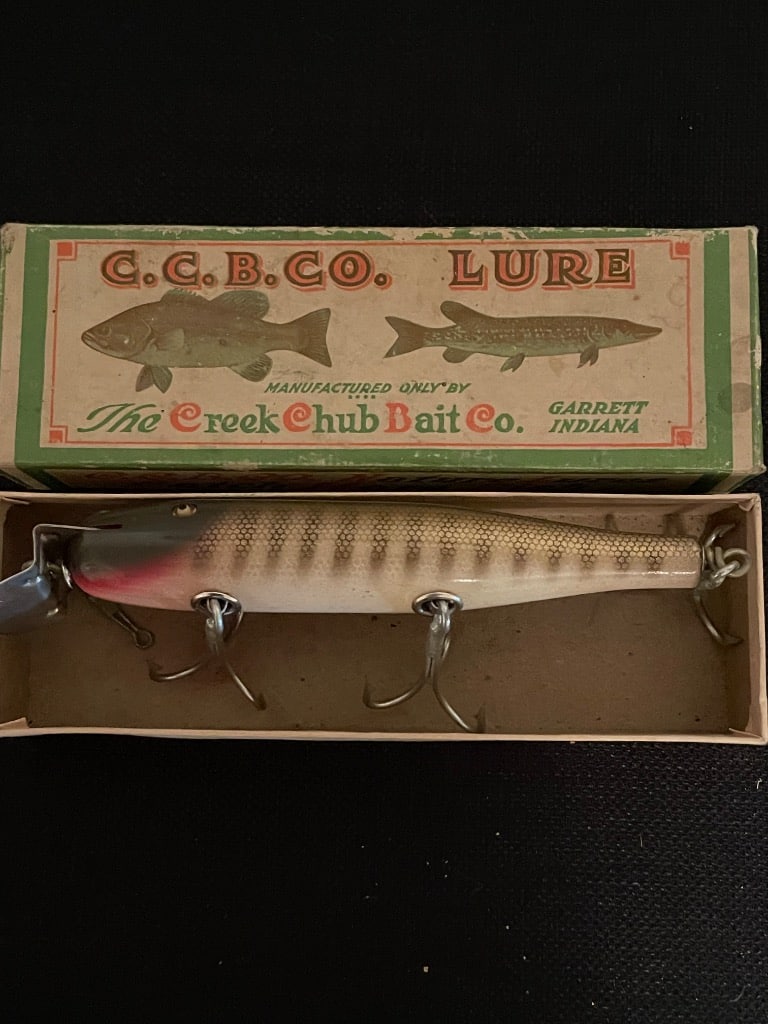 C.C.B.CO. LURE
MANUFACTURED ONLY BY
The Creek Chub Bait Co.
GARRETT
INDIANA